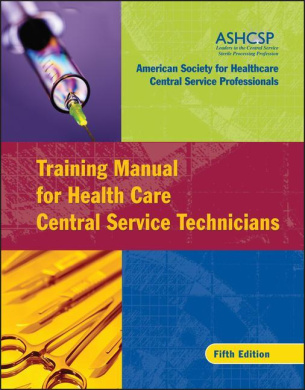 ASHCSP
Leaders in the Central Service
Sterile Processing Profession
American Society for Healthcare
Central Service Professionals
Training Manual
for Health Care
Central Service Technicians
Fifth Edition